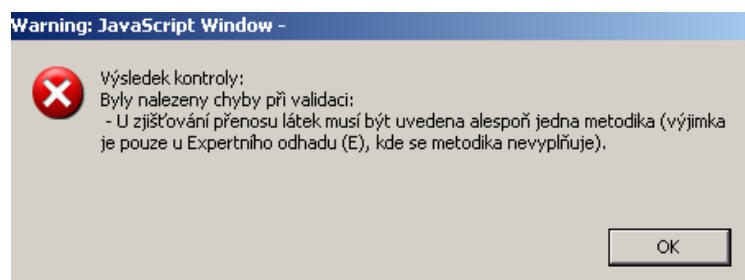 Warning: JavaScript Window -
Výsledek kontroly:
Byly nalezeny chyby při validaci:
- U zjišťování přenosu látek musí být uvedena alespoň jedna metodika (výjimka
je pouze u Expertního odhadu (E), kde se metodika nevyplňuje).
OK